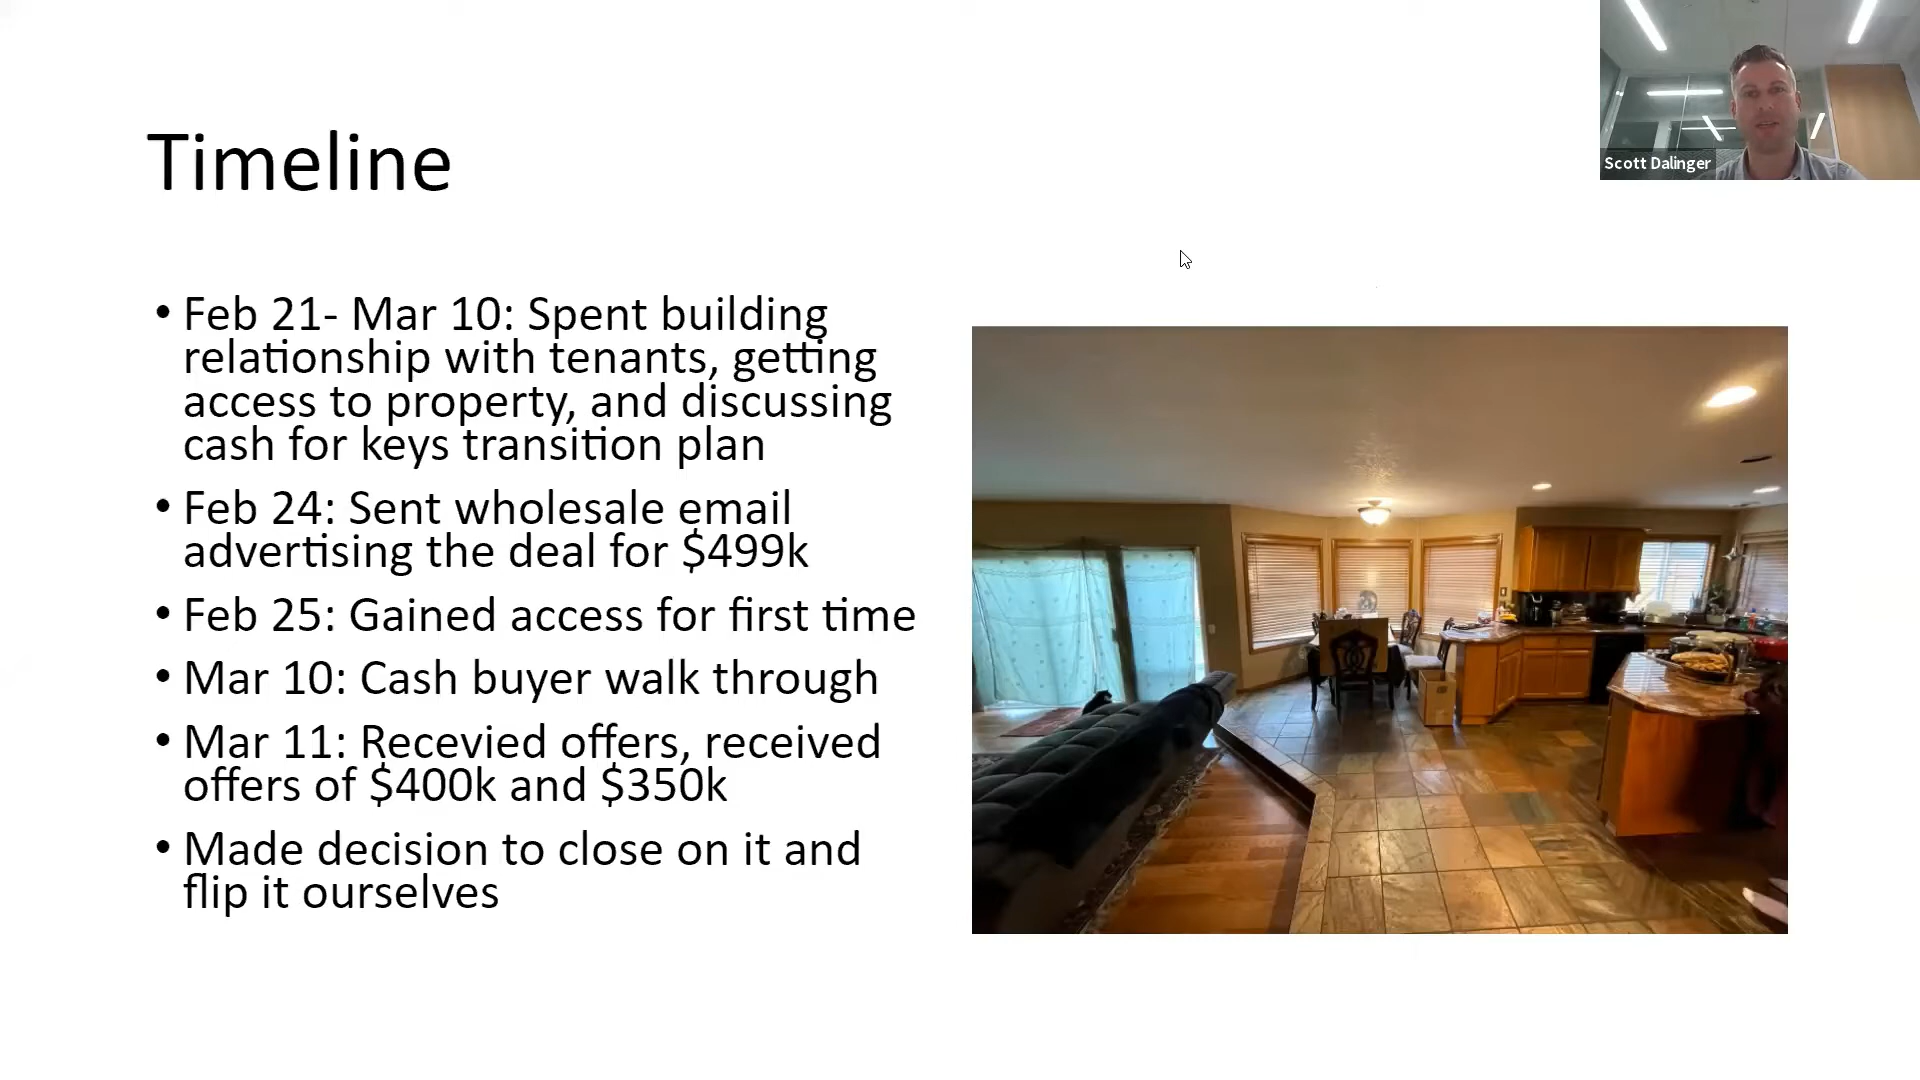 Timeline
Scott Dalinger
• Feb 21- Mar 10: Spent building
relationship with tenants, getting
access to property, and discussing
cash for keys transition plan
• Feb 24: Sent wholesale email
advertising the deal for $499k
• Feb 25: Gained access for first time
• Mar 10: Cash buyer walk through
• Mar 11: Recevied offers, received
offers of $400k and $350k
• Made decision to close on it and
flip it ourselves